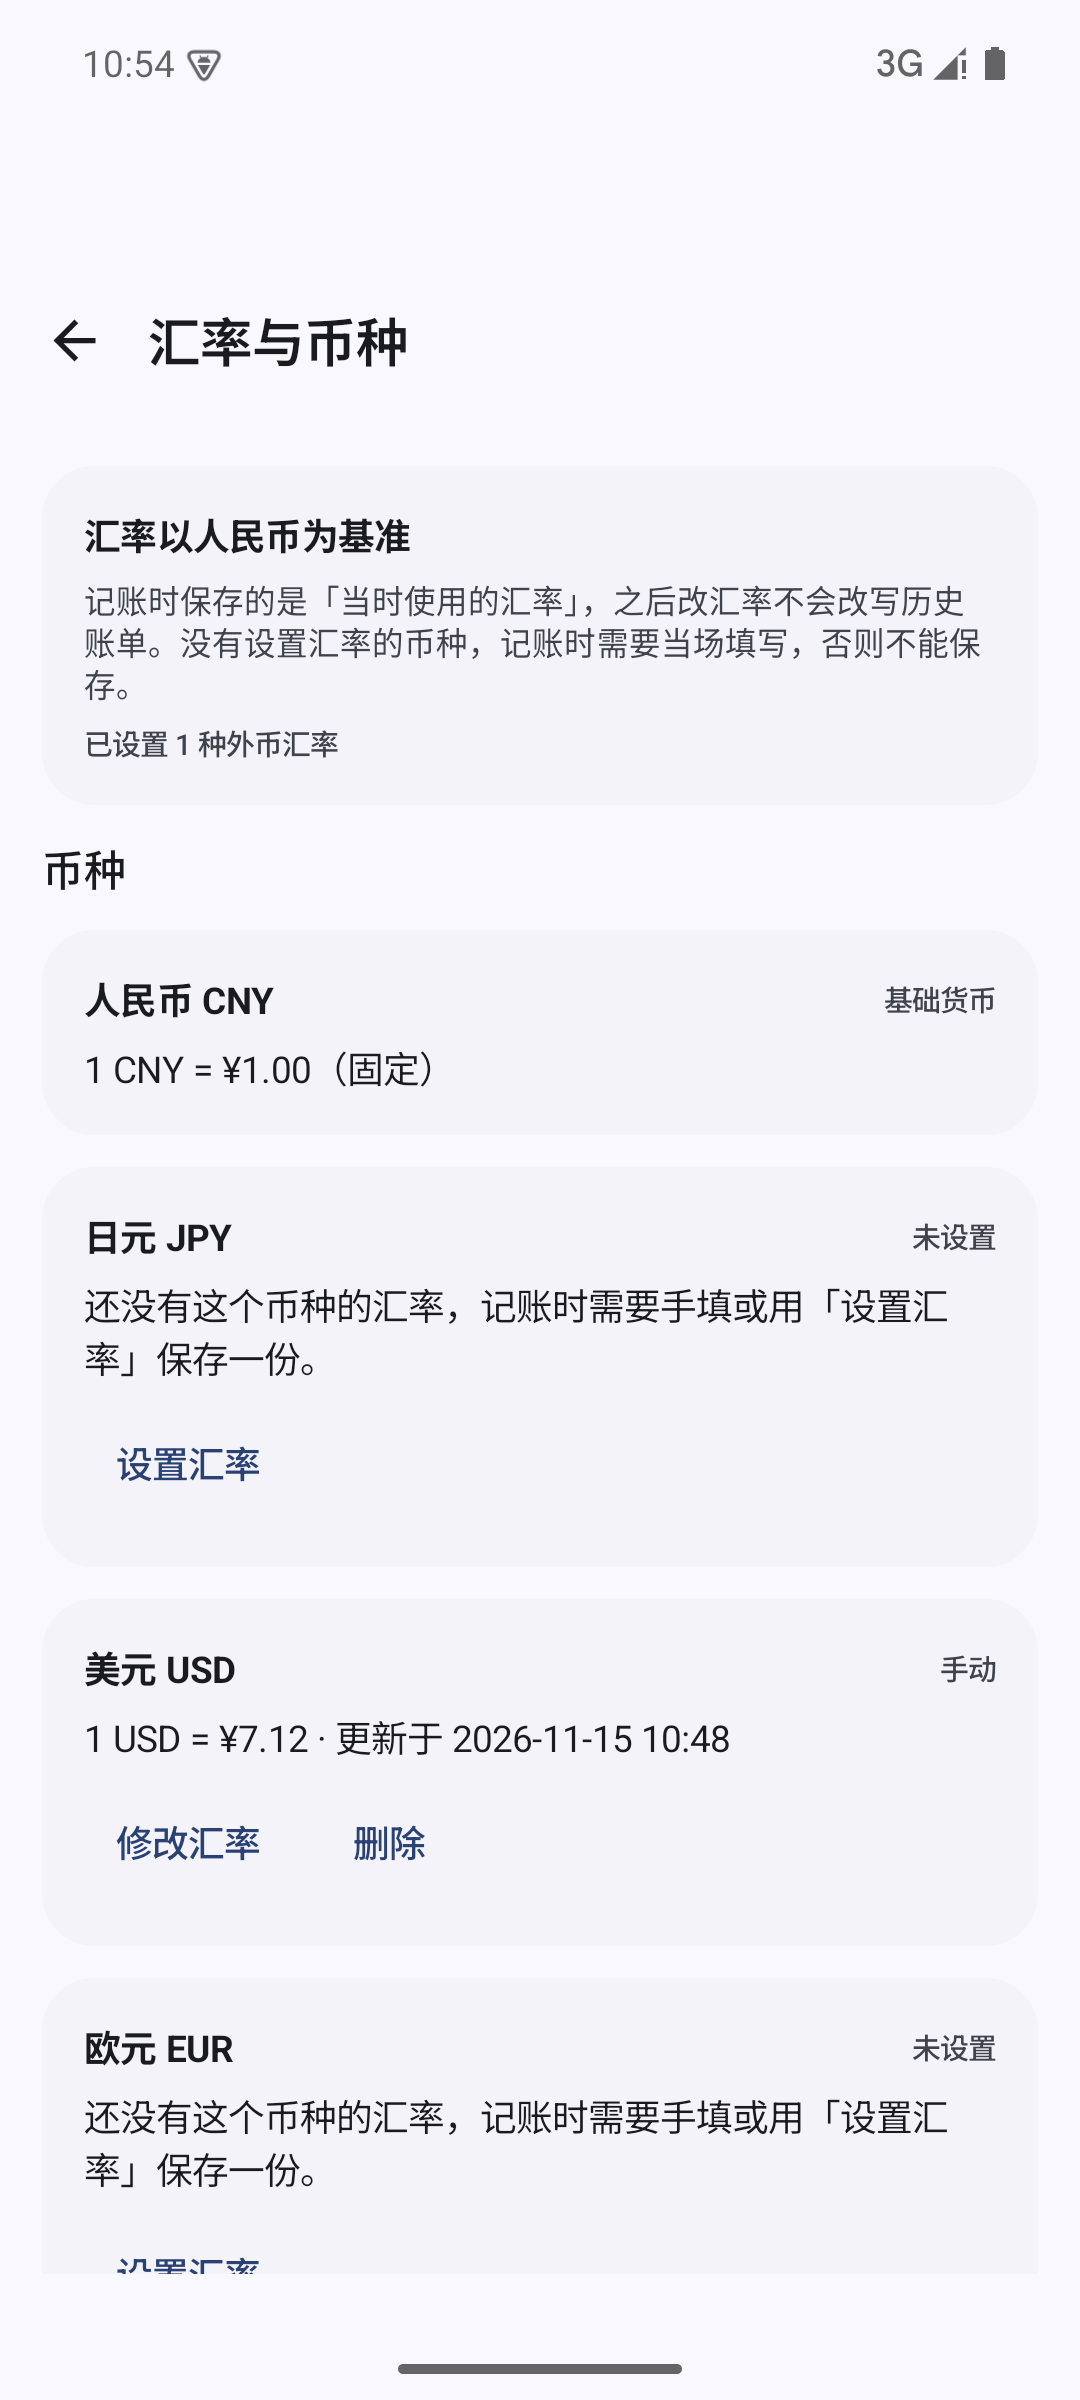 10:54
3G
汇率与币种
汇率以人民币为基准
记账时保存的是「当时使用的汇率」，之后改汇率不会改写历史
账单。没有设置汇率的币种，记账时需要当场填写，否则不能保
存。
已设置 1 种外币汇率
币种
人民币 CNY
基础货币
1 CNY = ¥1.00（固定）
日元 JPY
未设置
还没有这个币种的汇率，记账时需要手填或用「设置汇
率」保存一份。
设置汇率
美元 USD
手动
1 USD = ¥7.12 · 更新于 2026-11-15 10:48
修改汇率
删除
欧元 EUR
未设置
还没有这个币种的汇率，记账时需要手填或用「设置汇
率」保存一份。
设置汇率